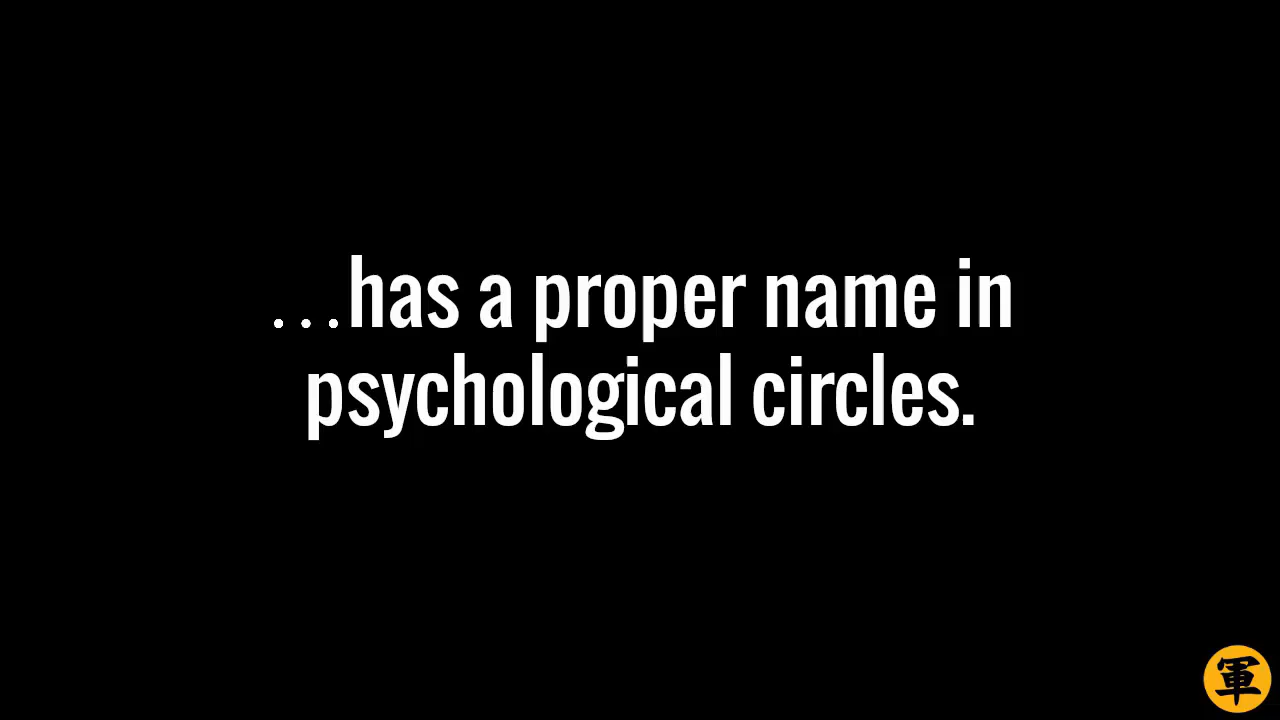 …has a proper name in
psychological circles.
軍